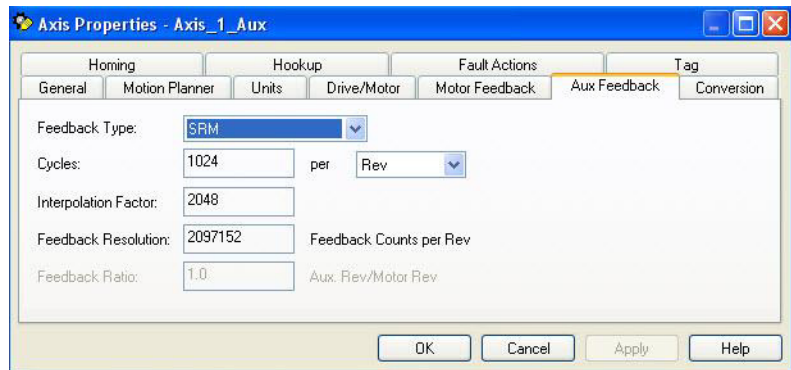 Axis Properties - Axis_1_Aux
Homing Hookup Fault Actions Tag
General Motion Planner Units Drive/Motor Motor Feedback Aux Feedback Conversion
Feedback Type: SRM
Cycles: 1024 per Rev
Interpolation Factor: 2048
Feedback Resolution: 2097152 Feedback Counts per Rev
Feedback Ratio: 1.0 Aux. Rev/Motor Rev
OK Cancel Apply Help